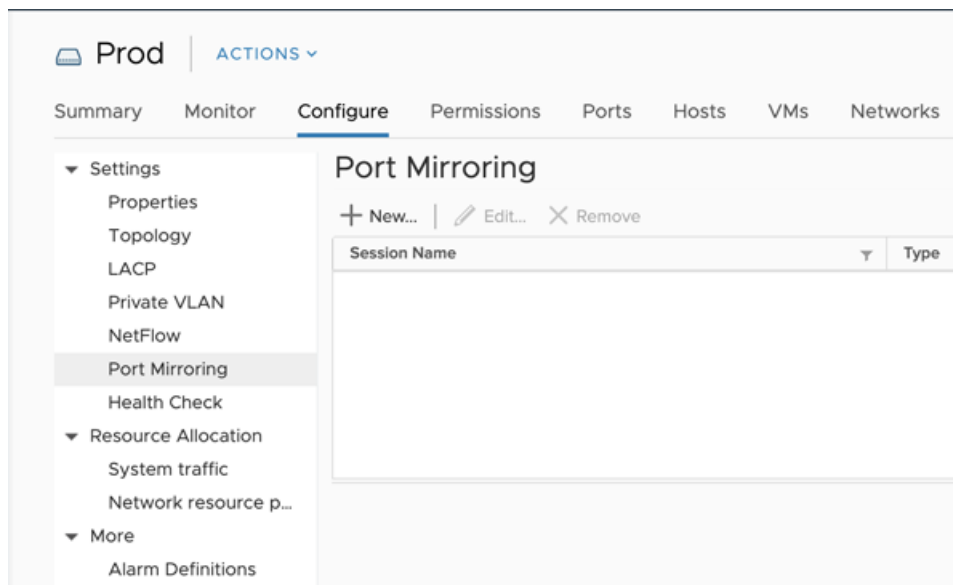 Prod
ACTIONS
Summary Monitor Configure Permissions Ports Hosts VMs Networks
Settings
Properties
Topology
LACP
Private VLAN
NetFlow
Port Mirroring
Health Check
Resource Allocation
System traffic
Network resource p...
More
Alarm Definitions
Port Mirroring
New... Edit... Remove
Session Name Type